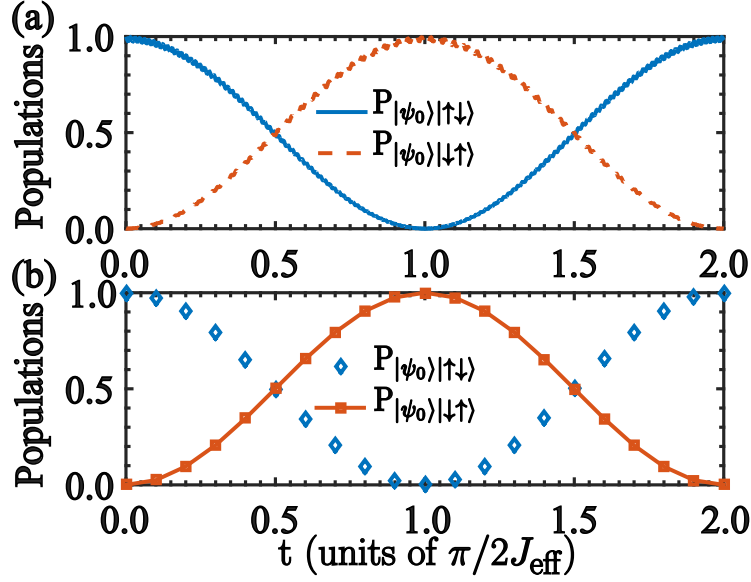 (a)
Populations
1.0
0.5
0.0
P|ψ₀⟩|↑↓⟩
P|ψ₀⟩|↓↑⟩
0.0 0.5 1.0 1.5 2.0
(b)
Populations
1.0
0.5
0.0
P|ψ₀⟩|↑↓⟩
P|ψ₀⟩|↓↑⟩
0.0 0.5 1.0 1.5 2.0
t (units of π/2J_eff)